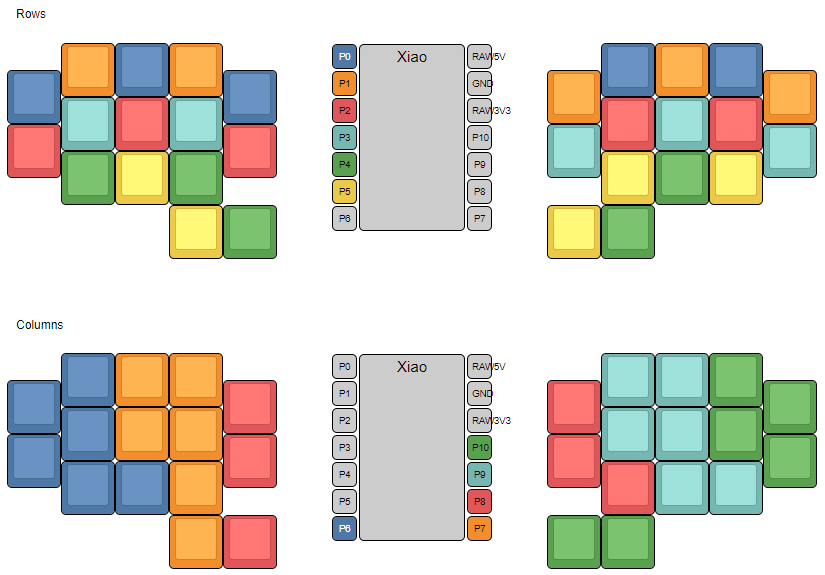 Rows
Xiao
P0 RAW5V
P1 GND
P2 RAW3V3
P3 P10
P4 P9
P5 P8
P6 P7
Columns
Xiao
P0 RAW5V
P1 GND
P2 RAW3V3
P3 P10
P4 P9
P5 P8
P6 P7